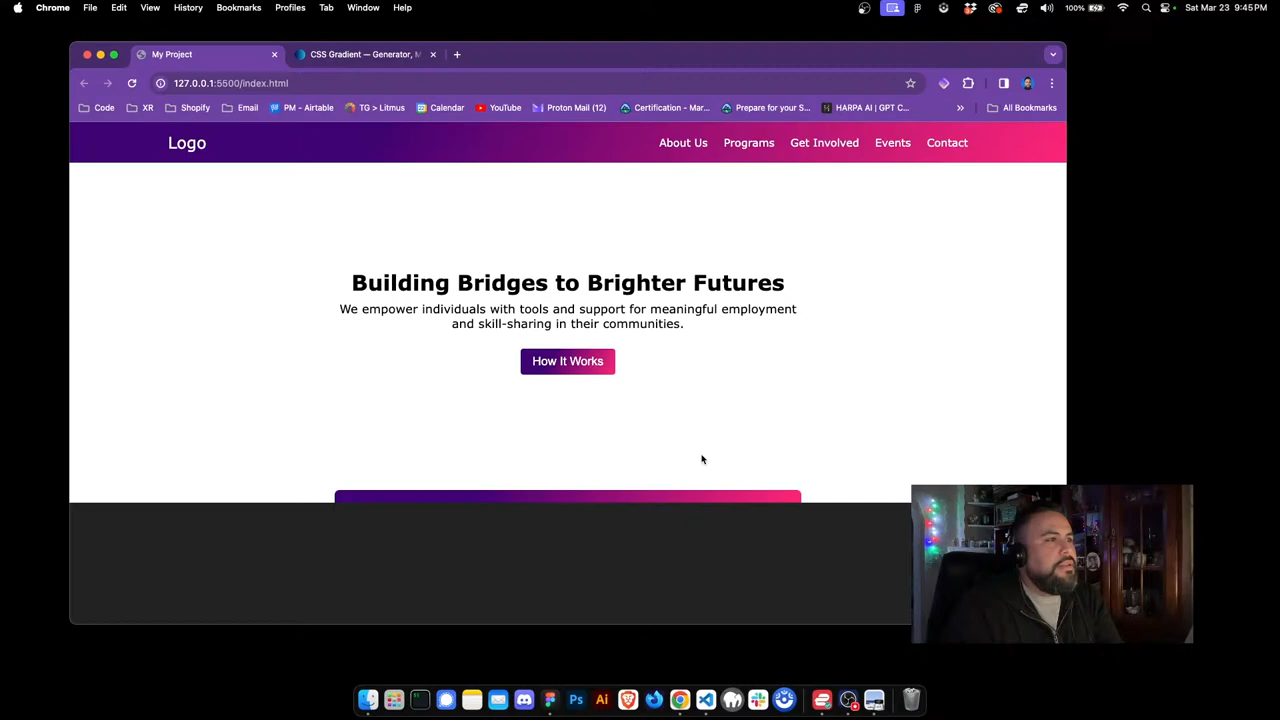 Chrome File Edit View History Bookmarks Profiles Tab Window Help 100% Sat Mar 23 9:45 PM
My Project CSS Gradient — Generator, M
127.0.0.1:5500/index.html
Code XR Shopify Email PM - Airtable TG > Litmus Calendar YouTube Proton Mail (12) Certification - Mar... Prepare for your S... HARPA AI | GPT C... » All Bookmarks
Logo About Us Programs Get Involved Events Contact
Building Bridges to Brighter Futures
We empower individuals with tools and support for meaningful employment
and skill-sharing in their communities.
How It Works
Ps Ai